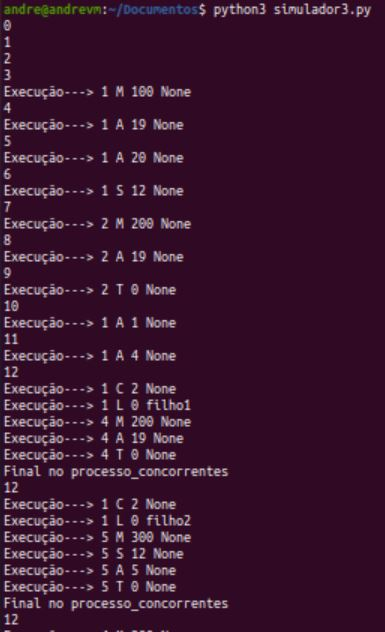 andre@andrevm:~/Documentos$ python3 simulador3.py
0
1
2
3
Execução---> 1 M 100 None
4
Execução---> 1 A 19 None
5
Execução---> 1 A 20 None
6
Execução---> 1 S 12 None
7
Execução---> 2 M 200 None
8
Execução---> 2 A 19 None
9
Execução---> 2 T 0 None
10
Execução---> 1 A 1 None
11
Execução---> 1 A 4 None
12
Execução---> 1 C 2 None
Execução---> 1 L 0 filho1
Execução---> 4 M 200 None
Execução---> 4 A 19 None
Execução---> 4 T 0 None
Final no processo_concorrentes
12
Execução---> 1 C 2 None
Execução---> 1 L 0 filho2
Execução---> 5 M 300 None
Execução---> 5 S 12 None
Execução---> 5 A 5 None
Execução---> 5 T 0 None
Final no processo_concorrentes
12